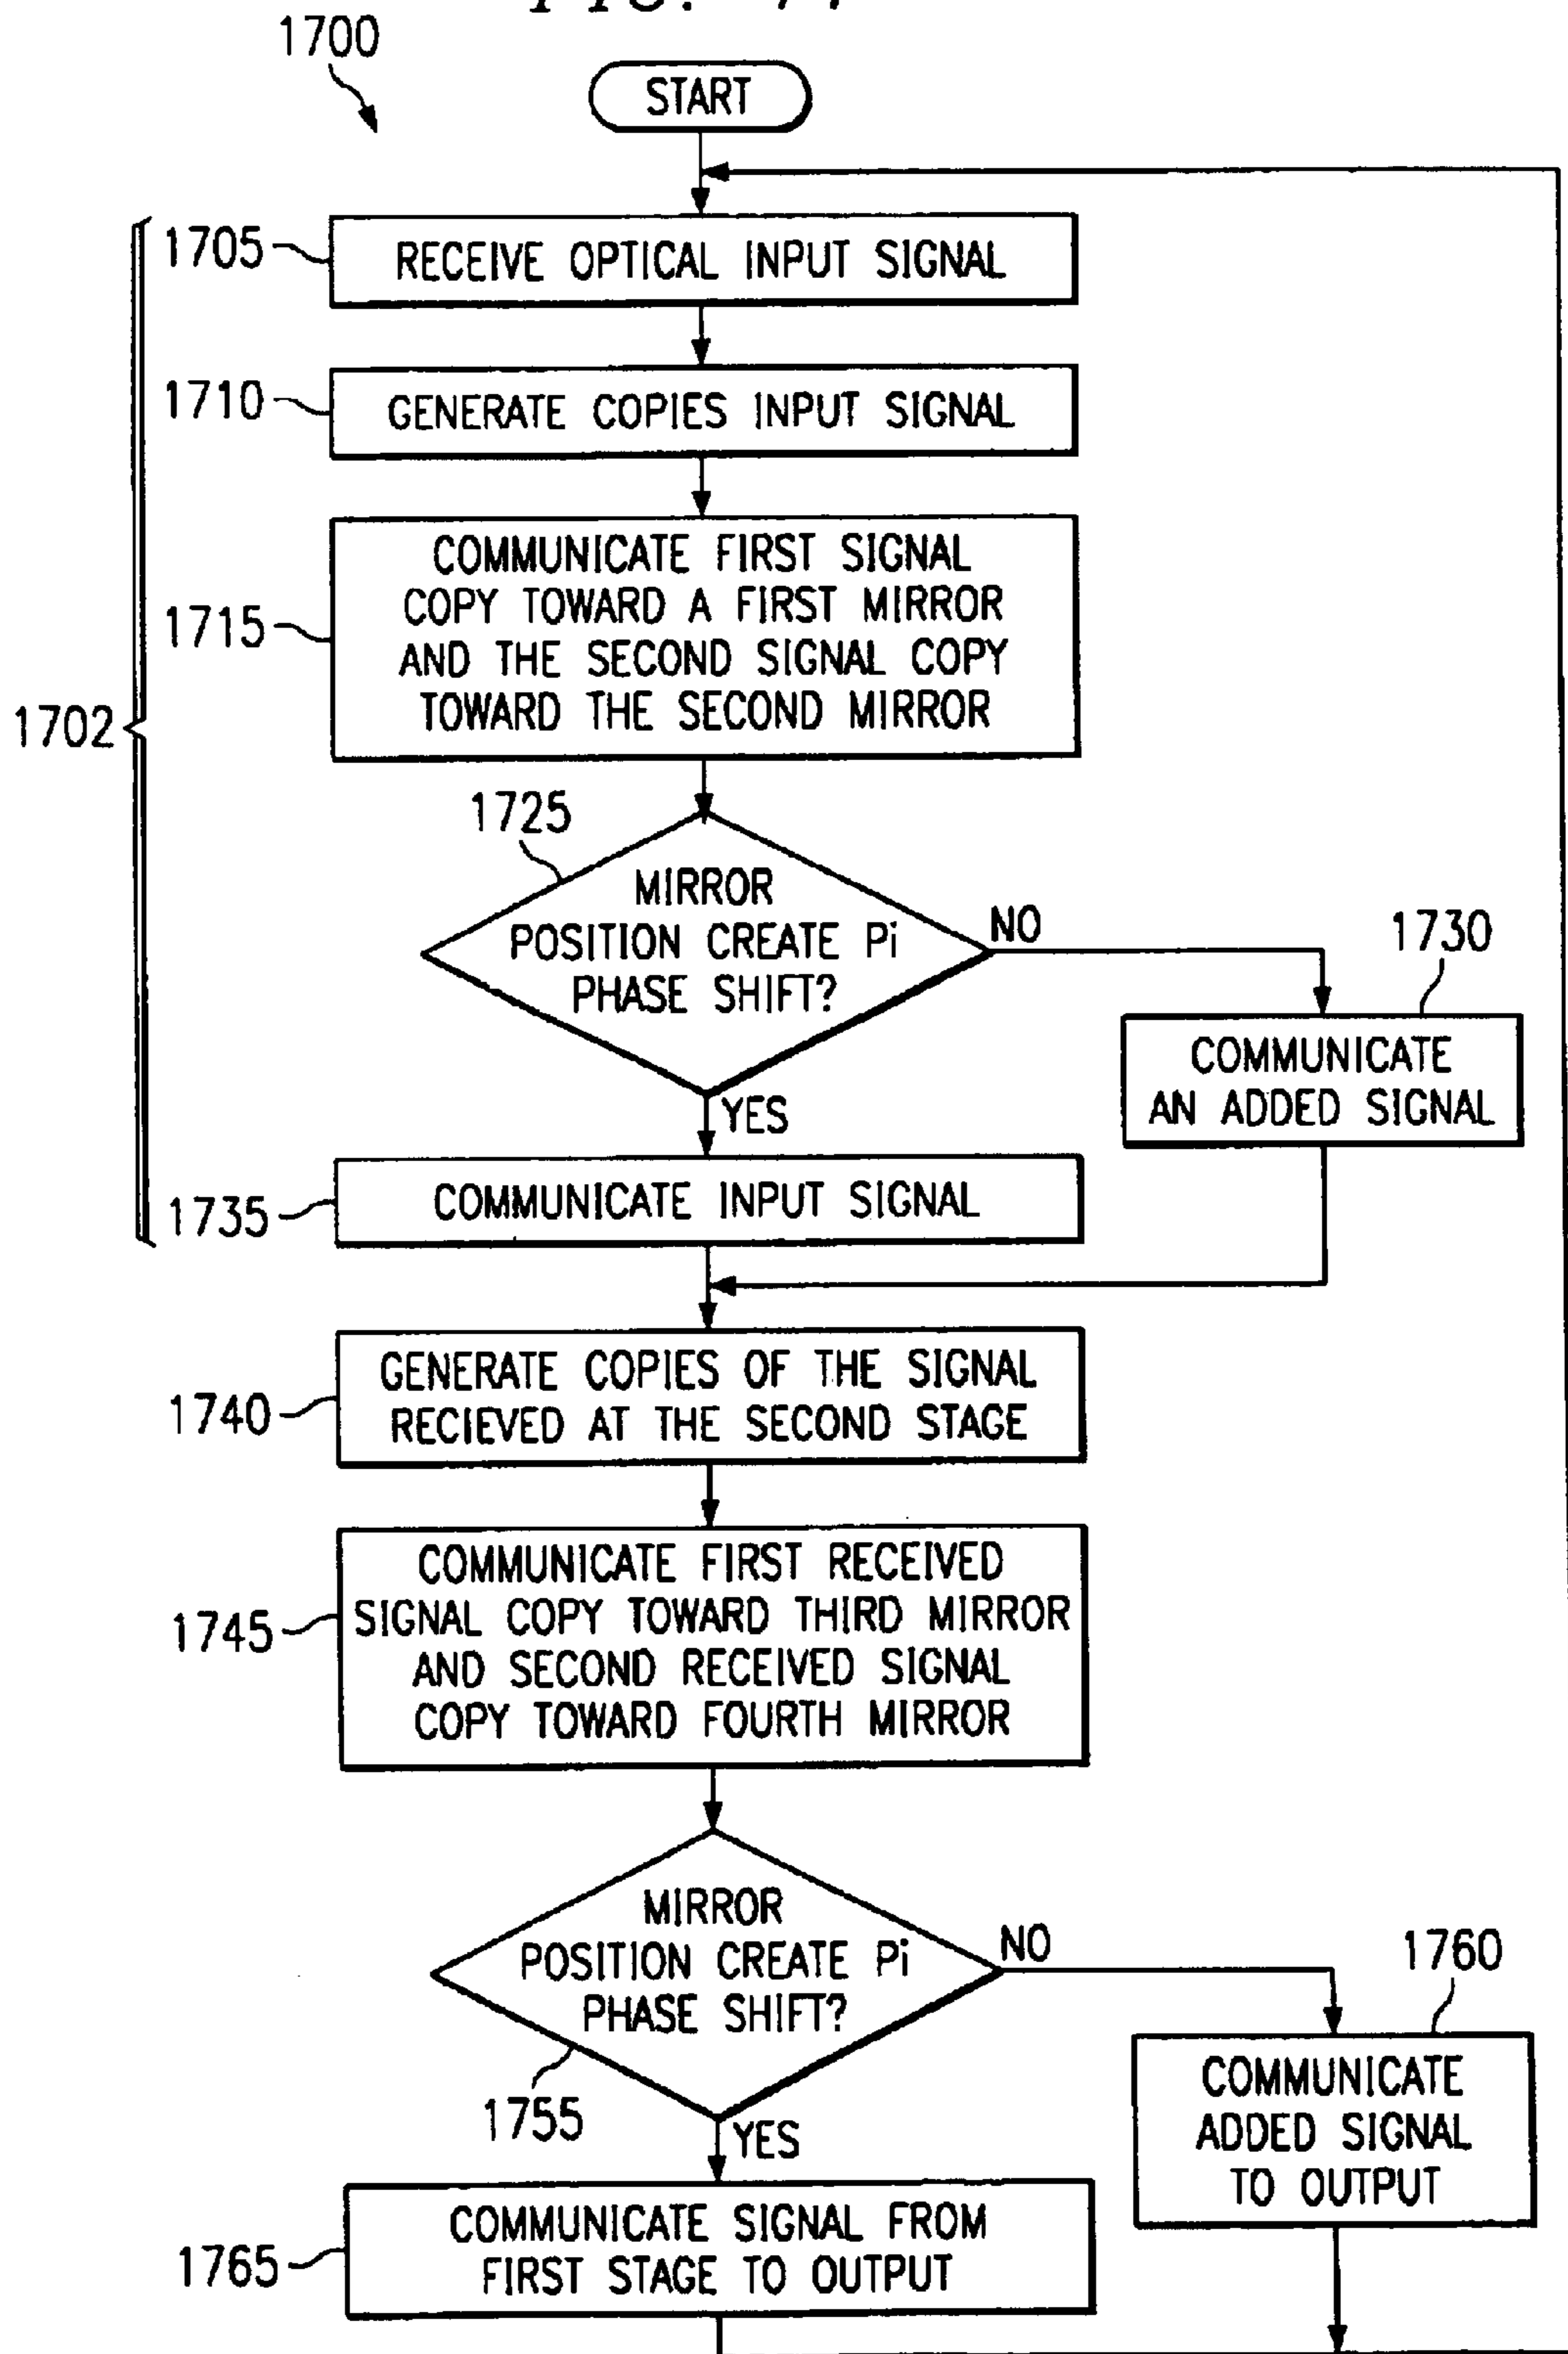 1700
START
1705
RECEIVE OPTICAL INPUT SIGNAL
1710
GENERATE COPIES INPUT SIGNAL
1702
1715
COMMUNICATE FIRST SIGNAL
COPY TOWARD A FIRST MIRROR
AND THE SECOND SIGNAL COPY
TOWARD THE SECOND MIRROR
1725
MIRROR
POSITION CREATE Pi
PHASE SHIFT?
NO
1730
COMMUNICATE
AN ADDED SIGNAL
YES
1735
COMMUNICATE INPUT SIGNAL
1740
GENERATE COPIES OF THE SIGNAL
RECIEVED AT THE SECOND STAGE
1745
COMMUNICATE FIRST RECEIVED
SIGNAL COPY TOWARD THIRD MIRROR
AND SECOND RECEIVED SIGNAL
COPY TOWARD FOURTH MIRROR
MIRROR
POSITION CREATE Pi
PHASE SHIFT?
1755
NO
1760
COMMUNICATE
ADDED SIGNAL
TO OUTPUT
YES
1765
COMMUNICATE SIGNAL FROM
FIRST STAGE TO OUTPUT